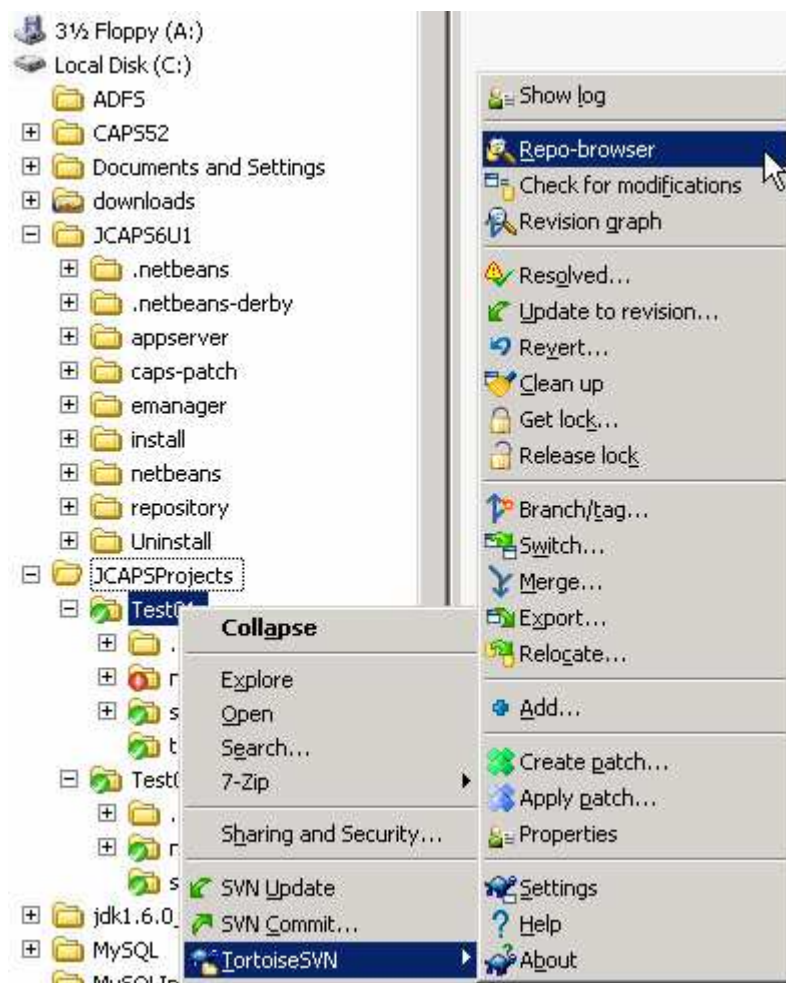 3½ Floppy (A:)
Local Disk (C:)
ADFS
CAPS52
Documents and Settings
downloads
JCAPS6U1
.netbeans
.netbeans-derby
appserver
caps-patch
emanager
install
netbeans
repository
Uninstall
JCAPSProjects
Collapse
Explore
Open
Search...
7-Zip
Sharing and Security...
SVN Update
SVN Commit...
TortoiseSVN
jdk1.6.0_
MySQL
Show log
Repo-browser
Check for modifications
Revision graph
Resolved...
Update to revision...
Revert...
Clean up
Get lock...
Release lock
Branch/tag...
Switch...
Merge...
Export...
Relocate...
Add...
Create patch...
Apply patch...
Properties
Settings
Help
About